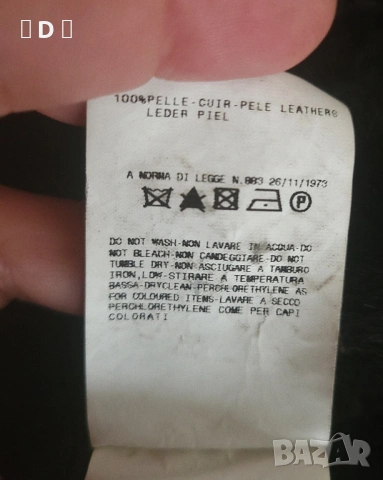 D
100%PELLE-CUIR-PELE LEATHERS
LEDER PIEL
A NORMA DI LEGGE N.883 26/11/1973
P
DO NOT WASH-NON LAVARE IN ACQUA-DO
NOT BLEACH-NON CANDEGGIARE-DO NOT
TUMBLE DRY-NON ASCIUGARE A TAMBURO
IRON,LOW-STIRARE A TEMPERATURA
BASSA-DRYCLEAN-PERCHLORETHYLENE AS
FOR COLOURED ITEMS-LAVARE A SECCO
PERCHLORETHYLENE COME PER CAPI
COLORATI
BAZAR